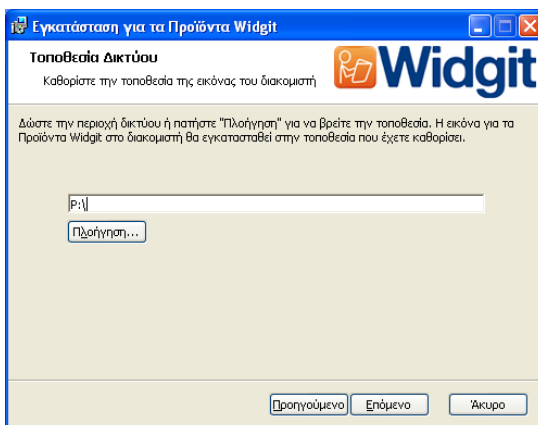 Εγκατάσταση για τα Προϊόντα Widgit
Τοποθεσία Δικτύου
Καθορίστε την τοποθεσία της εικόνας του διακομιστή
Widgit
Δώστε την περιοχή δικτύου ή πατήστε "Πλοήγηση" για να βρείτε την τοποθεσία. Η εικόνα για τα
Προϊόντα Widgit στο διακομιστή θα εγκατασταθεί στην τοποθεσία που έχετε καθορίσει.
P:\
Πλοήγηση...
Προηγούμενο Επόμενο Άκυρο